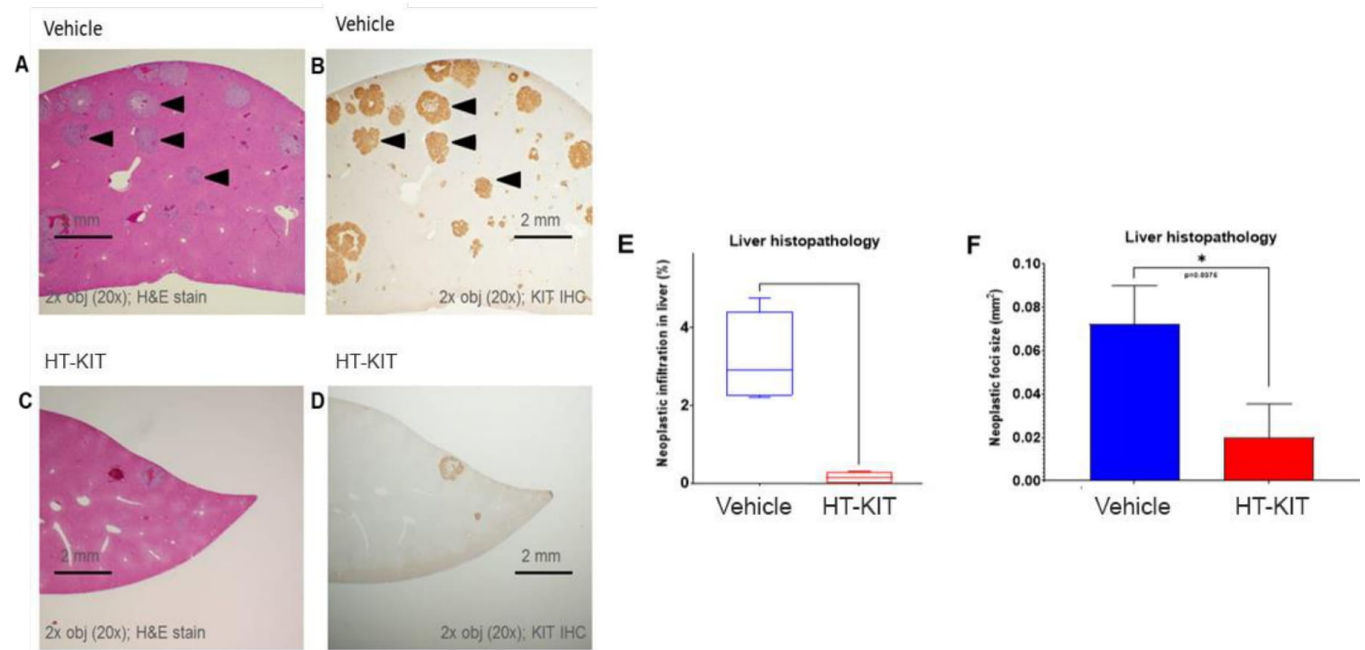 Vehicle
Vehicle
A
B
2 mm
2 mm
2x obj (20x); H&E stain
2x obj (20x); KIT IHC
HT-KIT
HT-KIT
C
D
2 mm
2 mm
2x obj (20x); H&E stain
2x obj (20x); KIT IHC
E
Liver histopathology
Neoplastic infiltration in liver (%)
4
2
0
Vehicle
HT-KIT
F
Liver histopathology
*
Neoplastic foci size (mm²)
0.10
0.08
0.06
0.04
0.02
0.00
Vehicle
HT-KIT